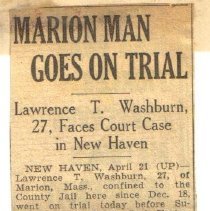 MARION MAN
GOES ON TRIAL
Lawrence T. Washburn,
27, Faces Court Case
in New Haven
NEW HAVEN, April 21 (UP)—
Lawrence T. Washburn, 27, of
Marion, Mass., confined to the
County Jail here since Dec. 18,
went on trial today before Su-